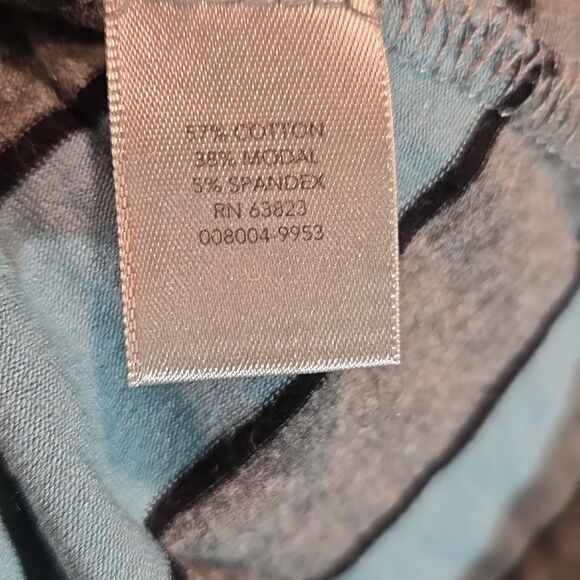 57% COTTON
38% MODAL
5% SPANDEX
RN 63823
008004-9953